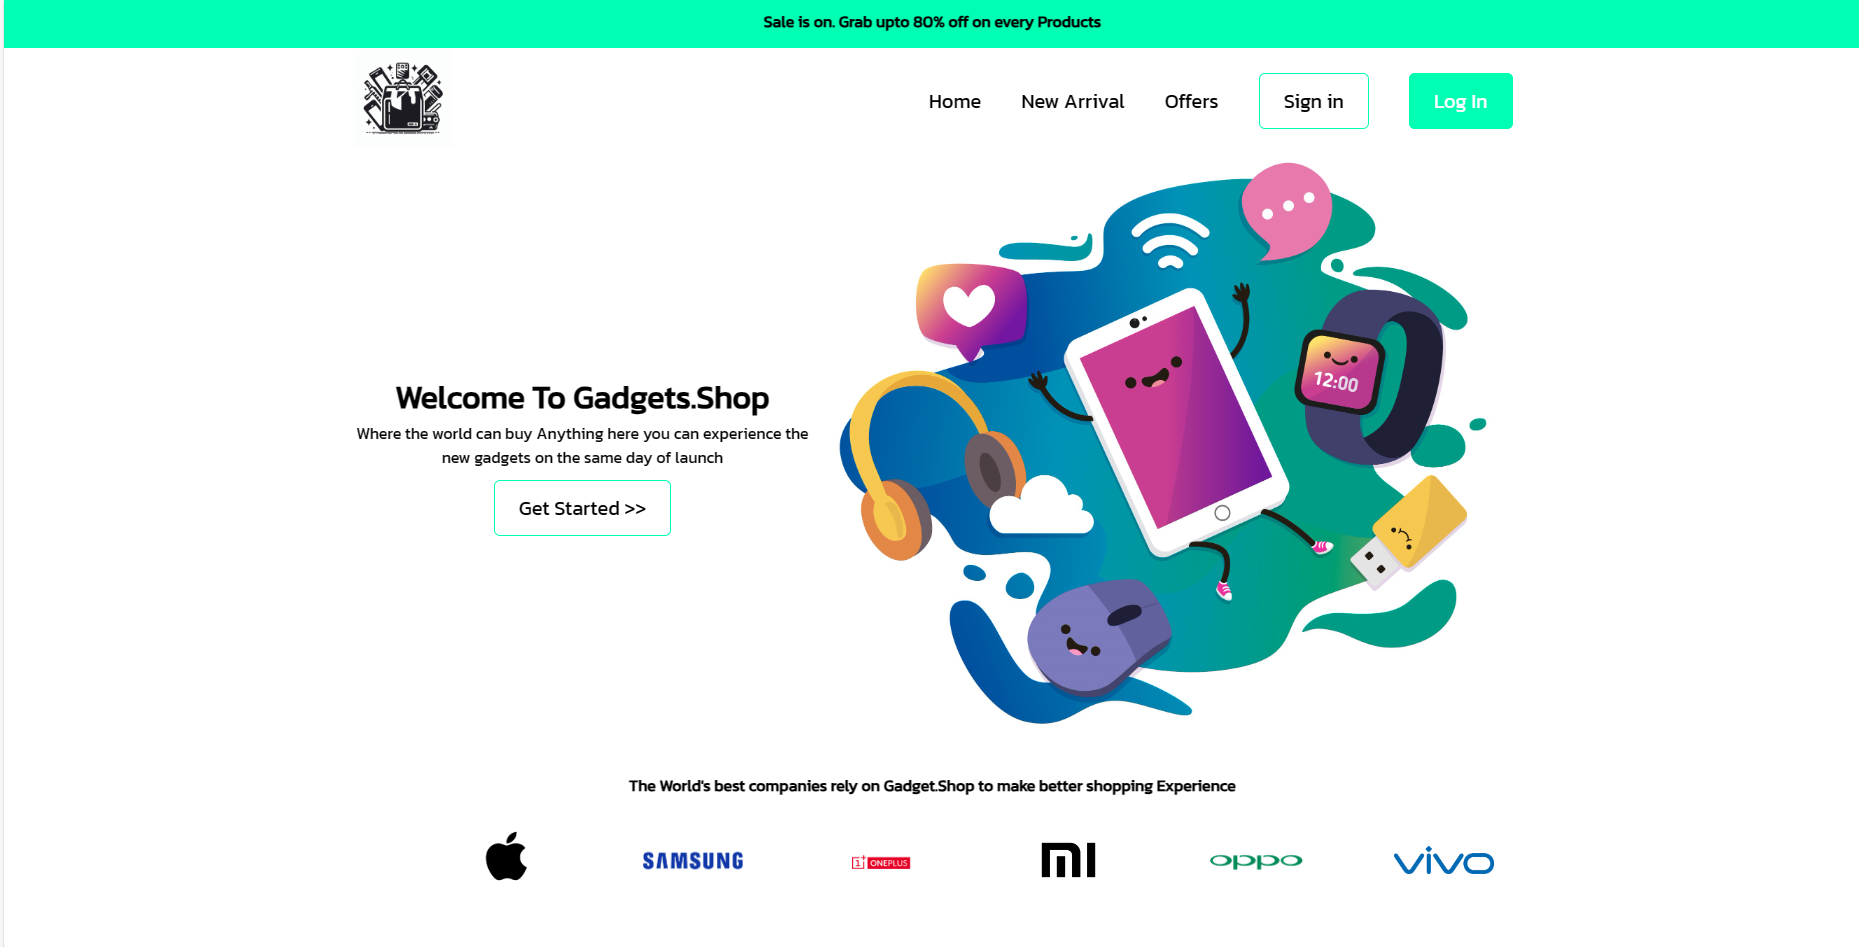 Sale is on. Grab upto 80% off on every Products
Home
New Arrival
Offers
Sign in
Log In
12:00
Welcome To Gadgets.Shop
Where the world can buy Anything here you can experience the
new gadgets on the same day of launch
Get Started >>
The World's best companies rely on Gadget.Shop to make better shopping Experience
SAMSUNG
1+ ONEPLUS
MI
oppo
vivo